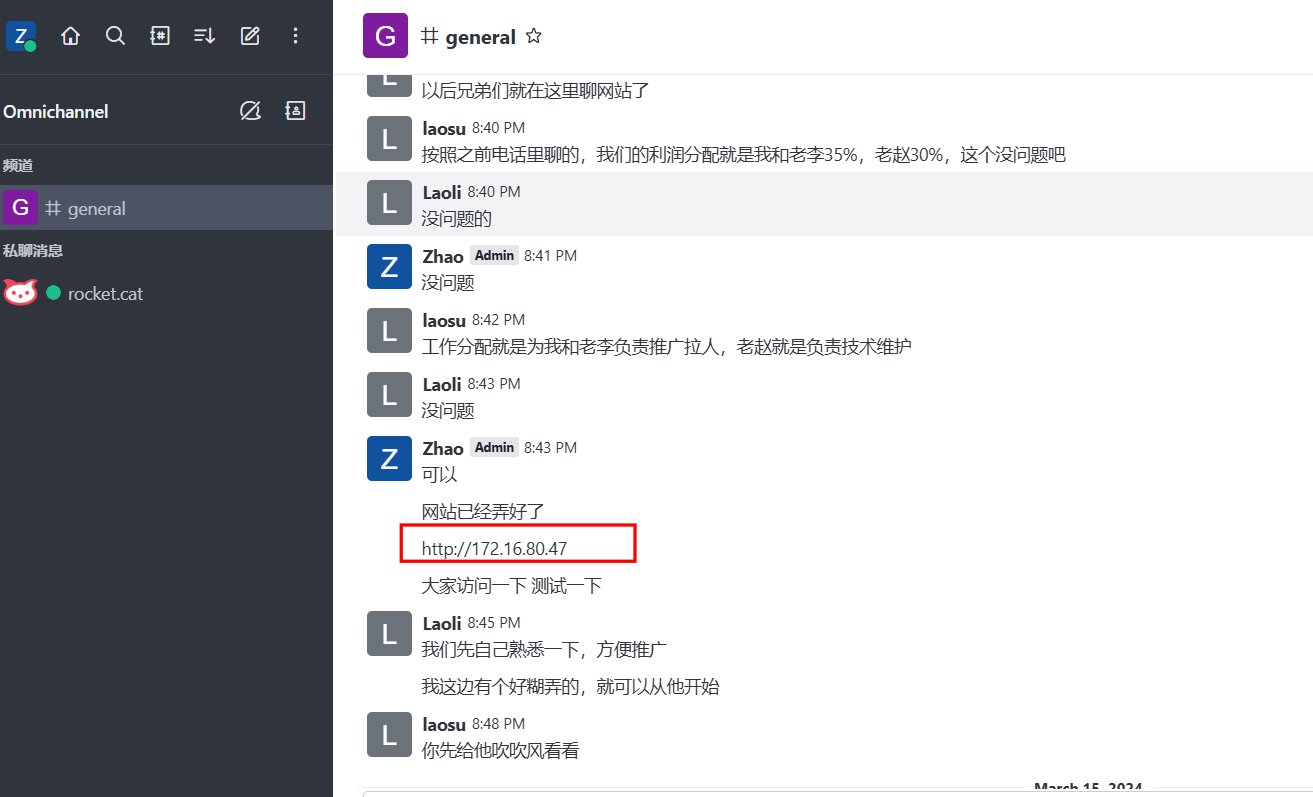 Z
Omnichannel
频道
G # general
私聊消息
rocket.cat
G # general
L
以后兄弟们就在这里聊网站了
L laosu 8:40 PM
按照之前电话里聊的，我们的利润分配就是我和老李35%，老赵30%，这个没问题吧
L Laoli 8:40 PM
没问题的
Z Zhao Admin 8:41 PM
没问题
L laosu 8:42 PM
工作分配就是为我和老李负责推广拉人，老赵就是负责技术维护
L Laoli 8:43 PM
没问题
Z Zhao Admin 8:43 PM
可以
网站已经弄好了
http://172.16.80.47
大家访问一下 测试一下
L Laoli 8:45 PM
我们先自己熟悉一下，方便推广
我这边有个好糊弄的，就可以从他开始
L laosu 8:48 PM
你先给他吹吹风看看
March 15, 2024